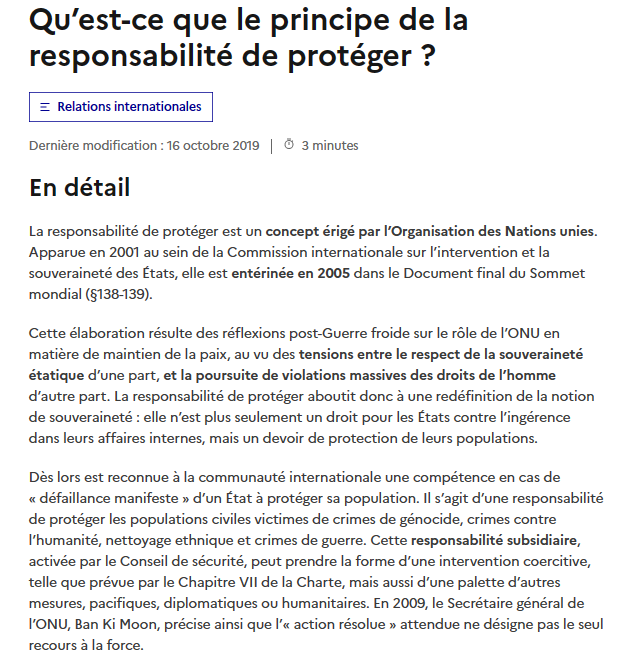 Qu’est-ce que le principe de la
responsabilité de protéger ?
Relations internationales
Dernière modification : 16 octobre 2019 | 3 minutes
En détail
La responsabilité de protéger est un concept érigé par l’Organisation des Nations unies.
Apparue en 2001 au sein de la Commission internationale sur l’intervention et la
souveraineté des États, elle est entérinée en 2005 dans le Document final du Sommet
mondial (§138-139).
Cette élaboration résulte des réflexions post-Guerre froide sur le rôle de l’ONU en
matière de maintien de la paix, au vu des tensions entre le respect de la souveraineté
étatique d’une part, et la poursuite de violations massives des droits de l’homme
d’autre part. La responsabilité de protéger aboutit donc à une redéfinition de la notion
de souveraineté : elle n’est plus seulement un droit pour les États contre l’ingérence
dans leurs affaires internes, mais un devoir de protection de leurs populations.
Dès lors est reconnue à la communauté internationale une compétence en cas de
« défaillance manifeste » d’un État à protéger sa population. Il s’agit d’une responsabilité
de protéger les populations civiles victimes de crimes de génocide, crimes contre
l’humanité, nettoyage ethnique et crimes de guerre. Cette responsabilité subsidiaire,
activée par le Conseil de sécurité, peut prendre la forme d’une intervention coercitive,
telle que prévue par le Chapitre VII de la Charte, mais aussi d’une palette d’autres
mesures, pacifiques, diplomatiques ou humanitaires. En 2009, le Secrétaire général de
l’ONU, Ban Ki Moon, précise ainsi que l’« action résolue » attendue ne désigne pas le seul
recours à la force.